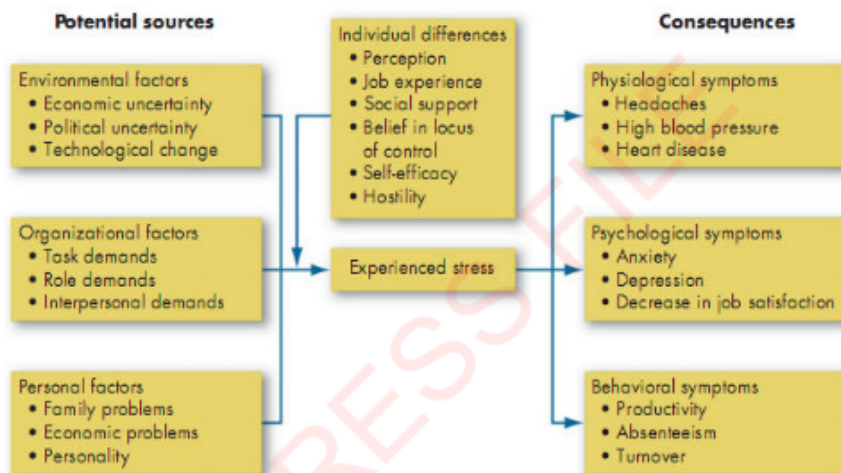 Potential sources
Consequences
Environmental factors
• Economic uncertainty
• Political uncertainty
• Technological change
Organizational factors
• Task demands
• Role demands
• Interpersonal demands
Personal factors
• Family problems
• Economic problems
• Personality
Individual differences
• Perception
• Job experience
• Social support
• Belief in locus
of control
• Self-efficacy
• Hostility
Experienced stress
Physiological symptoms
• Headaches
• High blood pressure
• Heart disease
Psychological symptoms
• Anxiety
• Depression
• Decrease in job satisfaction
Behavioral symptoms
• Productivity
• Absenteeism
• Turnover
RESS FILE